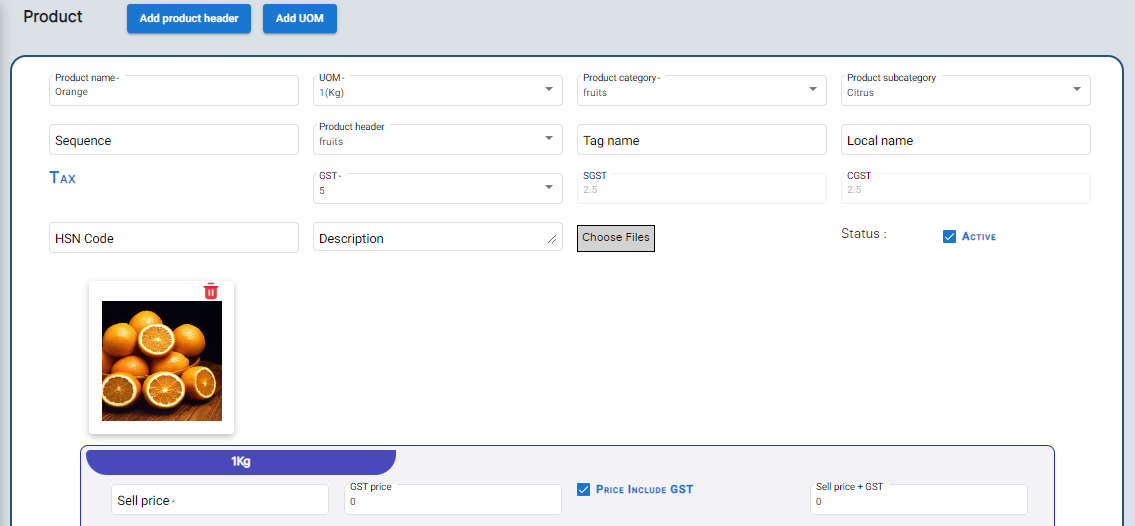 Product
Add product header
Add UOM
Product name*
Orange
UOM*
1(Kg)
Product category*
fruits
Product subcategory
Citrus
Sequence
Product header
fruits
Tag name
Local name
Tax
GST*
5
SGST
2.5
CGST
2.5
HSN Code
Description
Choose Files
Status :
Active
1Kg
Sell price*
GST price
0
Price Include GST
Sell price + GST
0